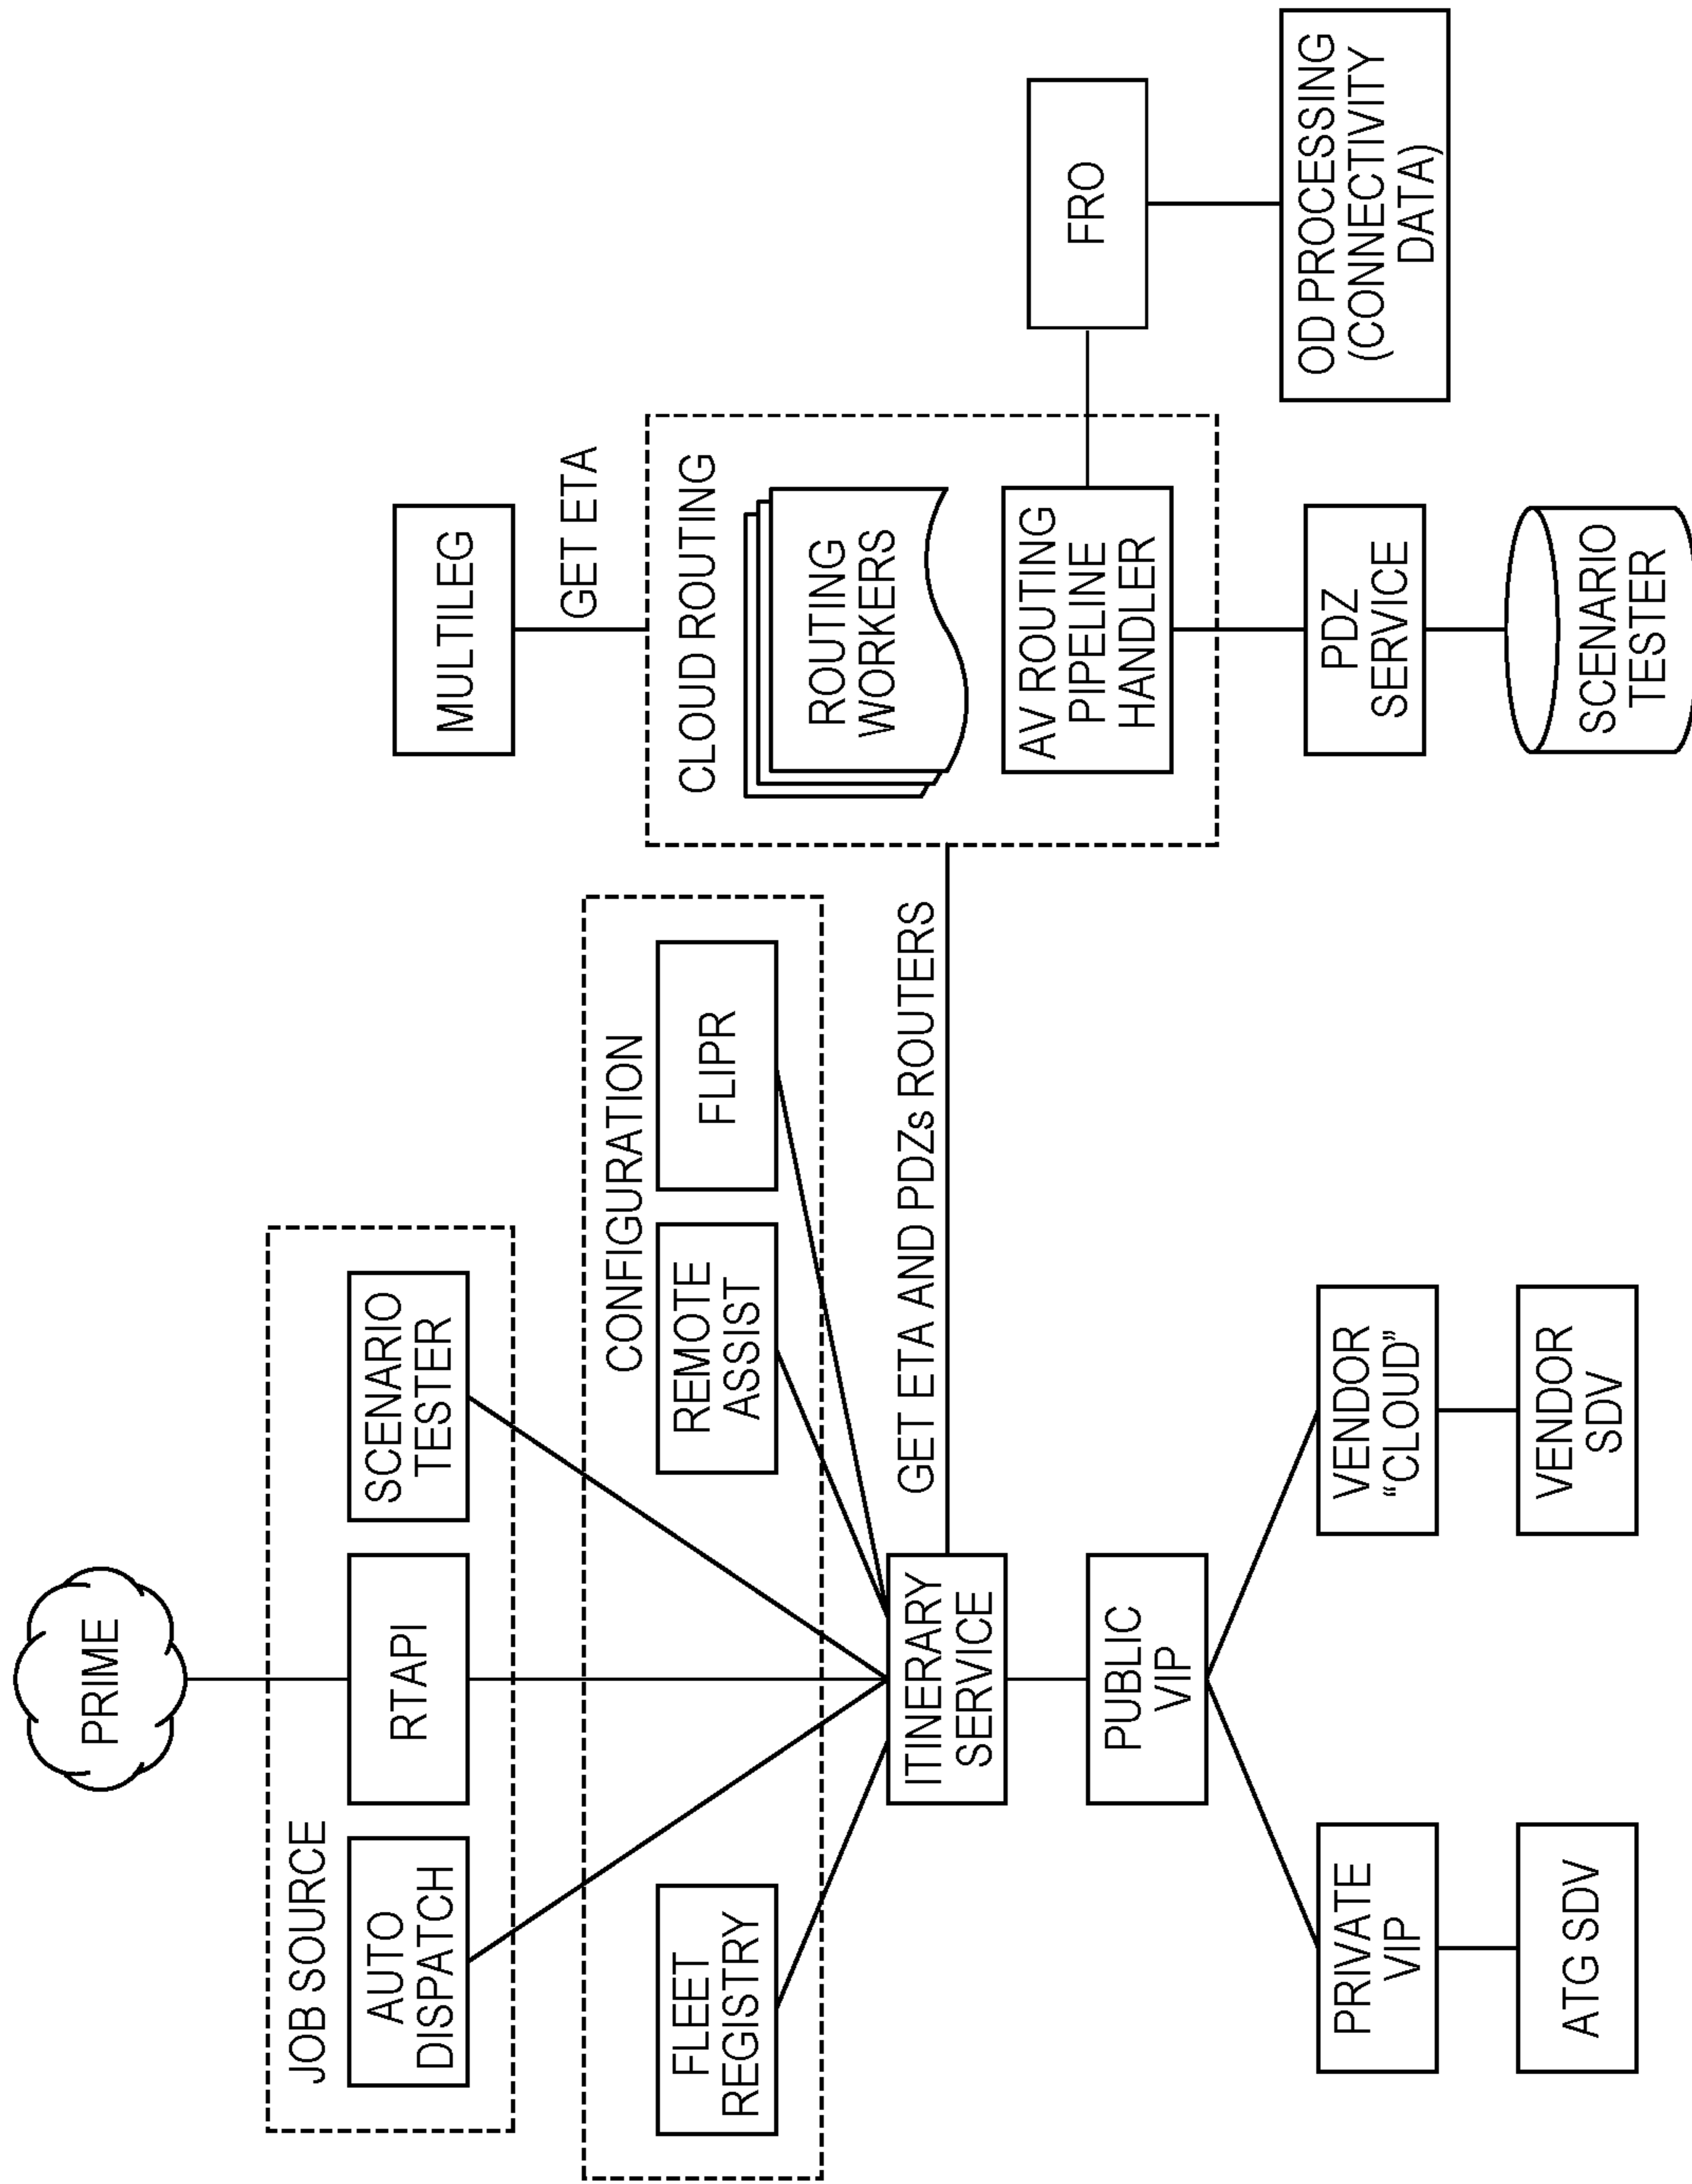 PRIME
JOB SOURCE
AUTO
DISPATCH
RTAPI
SCENARIO
TESTER
CONFIGURATION
FLEET
REGISTRY
REMOTE
ASSIST
FLIPR
ITINERARY
SERVICE
GET ETA AND PDZs ROUTERS
PUBLIC
VIP
PRIVATE
VIP
ATG SDV
VENDOR
“CLOUD”
VENDOR
SDV
MULTILEG
GET ETA
CLOUD ROUTING
ROUTING
WORKERS
AV ROUTING
PIPELINE
HANDLER
FRO
OD PROCESSING
(CONNECTIVITY
DATA)
PDZ
SERVICE
SCENARIO
TESTER